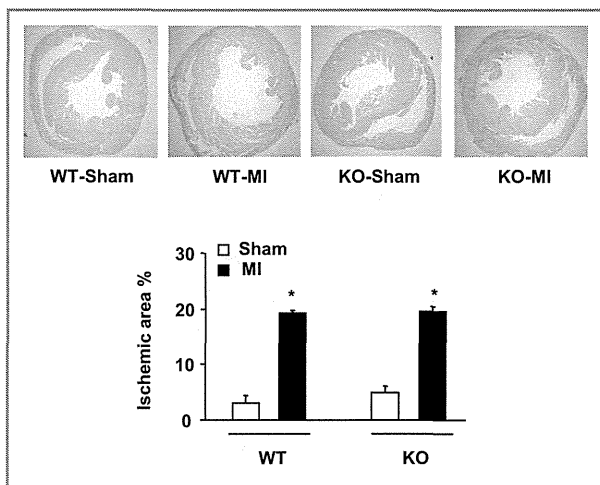 WT-Sham WT-MI KO-Sham KO-MI
Ischemic area %
30
20
10
0
Sham
MI
* *
WT KO